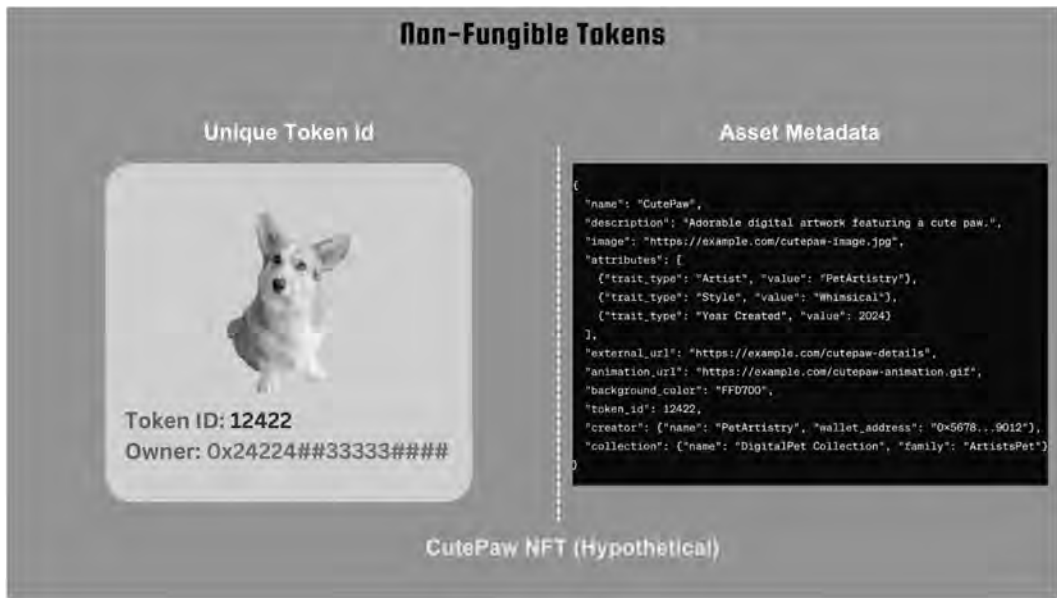 Non-Fungible Tokens
Unique Token id
Token ID: 12422
Owner: 0x24224##33333####
Asset Metadata
{
"name": "CutePaw",
"description": "Adorable digital artwork featuring a cute paw.",
"image": "https://example.com/cutepaw-image.jpg",
"attributes": [
{"trait_type": "Artist", "value": "PetArtistry"},
{"trait_type": "Style", "value": "Whimsical"},
{"trait_type": "Year Created", "value": 2024}
],
"external_url": "https://example.com/cutepaw-details",
"animation_url": "https://example.com/cutepaw-animation.gif",
"background_color": "FFD700",
"token_id": 12422,
"creator": {"name": "PetArtistry", "wallet_address": "0×5678...9012"},
"collection": {"name": "DigitalPet Collection", "family": "ArtistsPet"}
}
CutePaw NFT (Hypothetical)